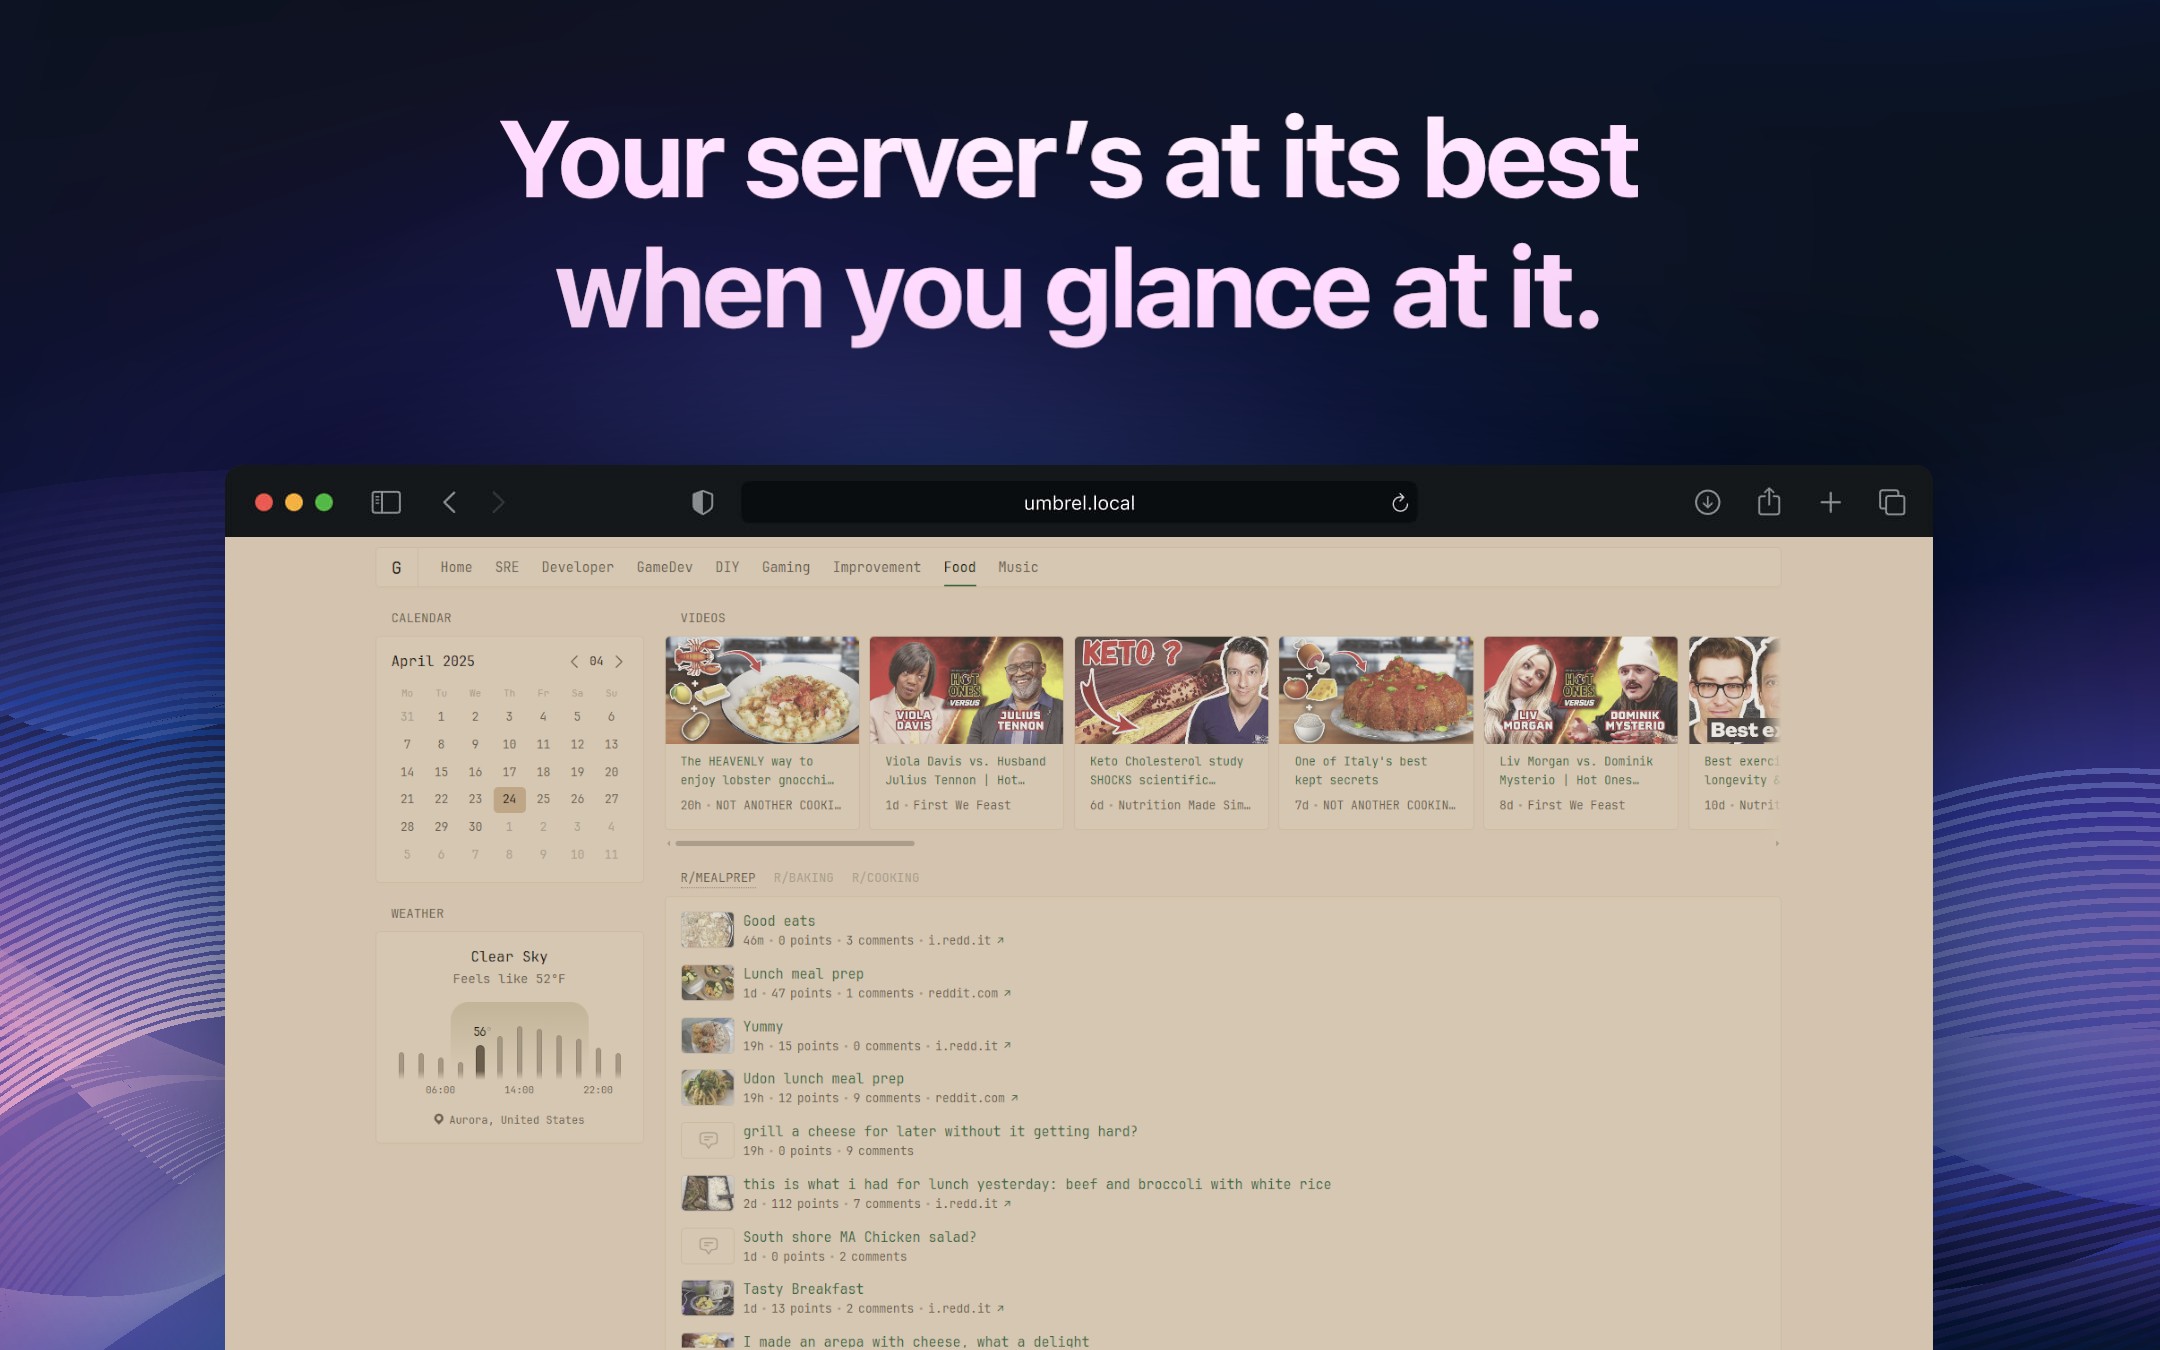 Your server’s at its best
when you glance at it.
umbrel.local
G Home SRE Developer GameDev DIY Gaming Improvement Food Music
CALENDAR
April 2025 04
Mo Tu We Th Fr Sa Su
31 1 2 3 4 5 6
7 8 9 10 11 12 13
14 15 16 17 18 19 20
21 22 23 24 25 26 27
28 29 30 1 2 3 4
5 6 7 8 9 10 11
WEATHER
Clear Sky
Feels like 52°F
56°
06:00 14:00 22:00
Aurora, United States
VIDEOS
The HEAVENLY way to
enjoy lobster gnocchi…
20h • NOT ANOTHER COOKI…
VIOLA
DAVIS
HOT
ONES
VERSUS
JULIUS
TENNON
Viola Davis vs. Husband
Julius Tennon | Hot…
1d • First We Feast
KETO ?
Keto Cholesterol study
SHOCKS scientific…
6d • Nutrition Made Sim…
One of Italy's best
kept secrets
7d • NOT ANOTHER COOKIN…
LIV
MORGAN
HOT
ONES
VERSUS
DOMINIK
MYSTERIO
Liv Morgan vs. Dominik
Mysterio | Hot Ones…
8d • First We Feast
Best ex
Best exerci
longevity &
10d • Nutrit
R/MEALPREP R/BAKING R/COOKING
Good eats
46m • 0 points • 3 comments • i.redd.it ↗
Lunch meal prep
1d • 47 points • 1 comments • reddit.com ↗
Yummy
19h • 15 points • 0 comments • i.redd.it ↗
Udon lunch meal prep
19h • 12 points • 9 comments • reddit.com ↗
grill a cheese for later without it getting hard?
19h • 0 points • 9 comments
this is what i had for lunch yesterday: beef and broccoli with white rice
2d • 112 points • 7 comments • i.redd.it ↗
South shore MA Chicken salad?
1d • 0 points • 2 comments
Tasty Breakfast
1d • 13 points • 2 comments • i.redd.it ↗
I made an arepa with cheese, what a delight